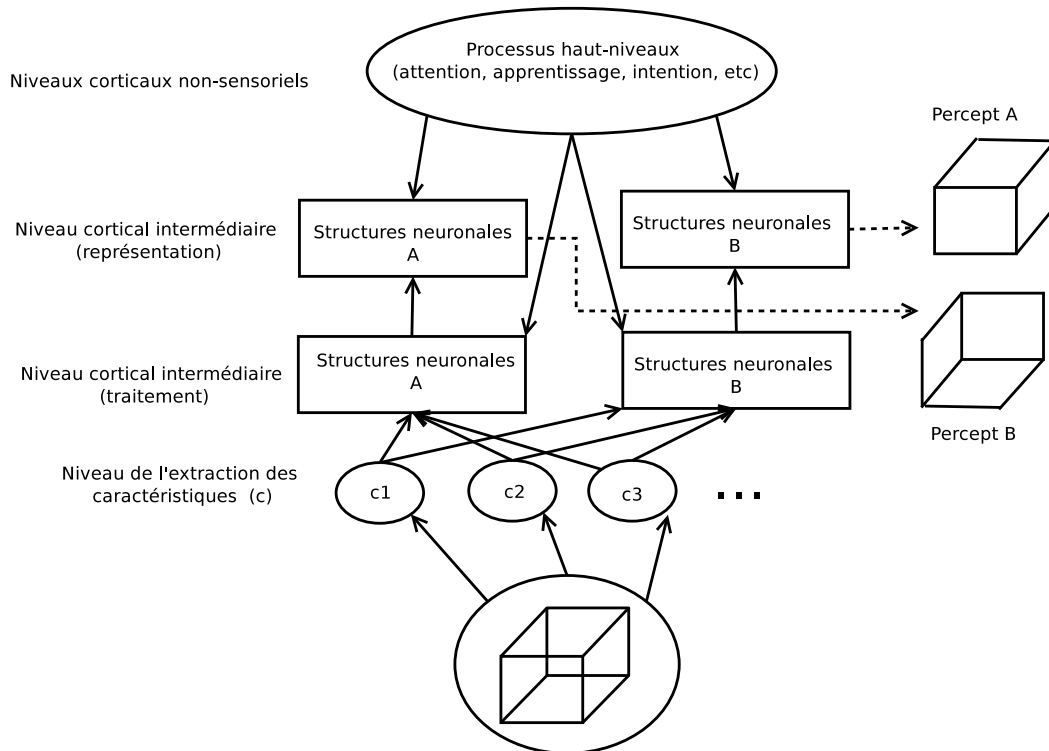 Processus haut-niveaux
(attention, apprentissage, intention, etc)
Niveaux corticaux non-sensoriels
Percept A
Niveau cortical intermédiaire
(représentation)
Structures neuronales
A
Structures neuronales
B
Niveau cortical intermédiaire
(traitement)
Structures neuronales
A
Structures neuronales
B
Percept B
Niveau de l'extraction des
caractéristiques (c)
c1
c2
c3
...